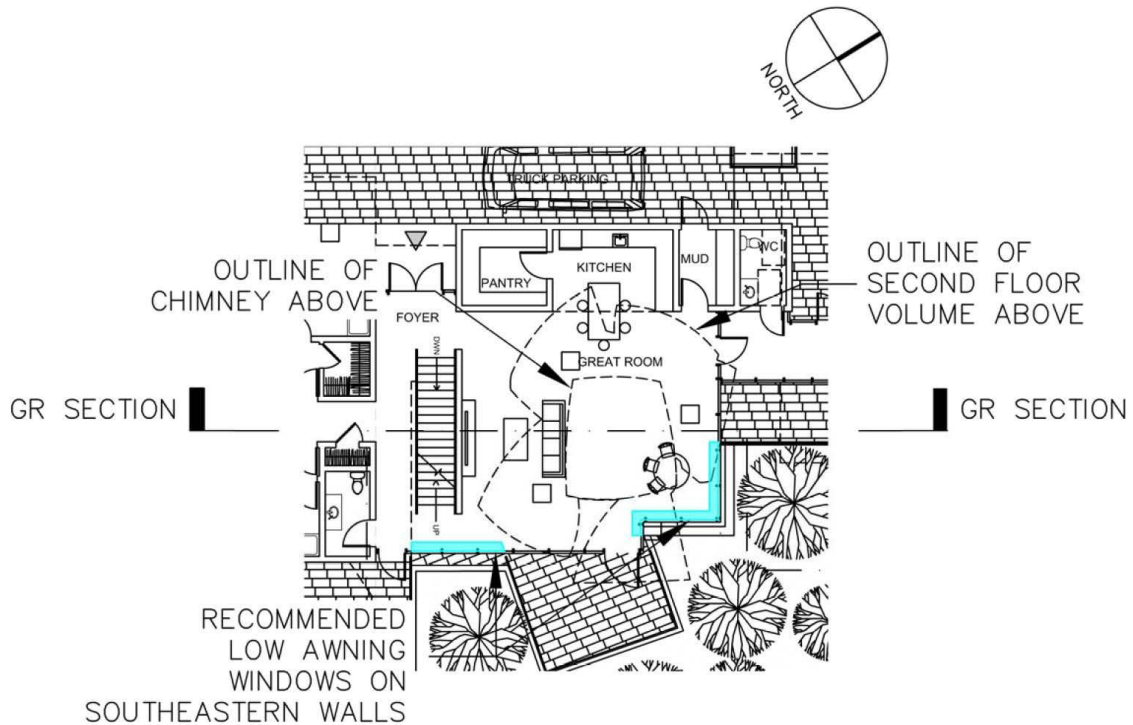 NORTH
TRUCK PARKING
OUTLINE OF
CHIMNEY ABOVE
PANTRY
KITCHEN
MUD
WC
OUTLINE OF
SECOND FLOOR
VOLUME ABOVE
FOYER
DWN
GREAT ROOM
GR SECTION
GR SECTION
UP
RECOMMENDED
LOW AWNING
WINDOWS ON
SOUTHEASTERN WALLS